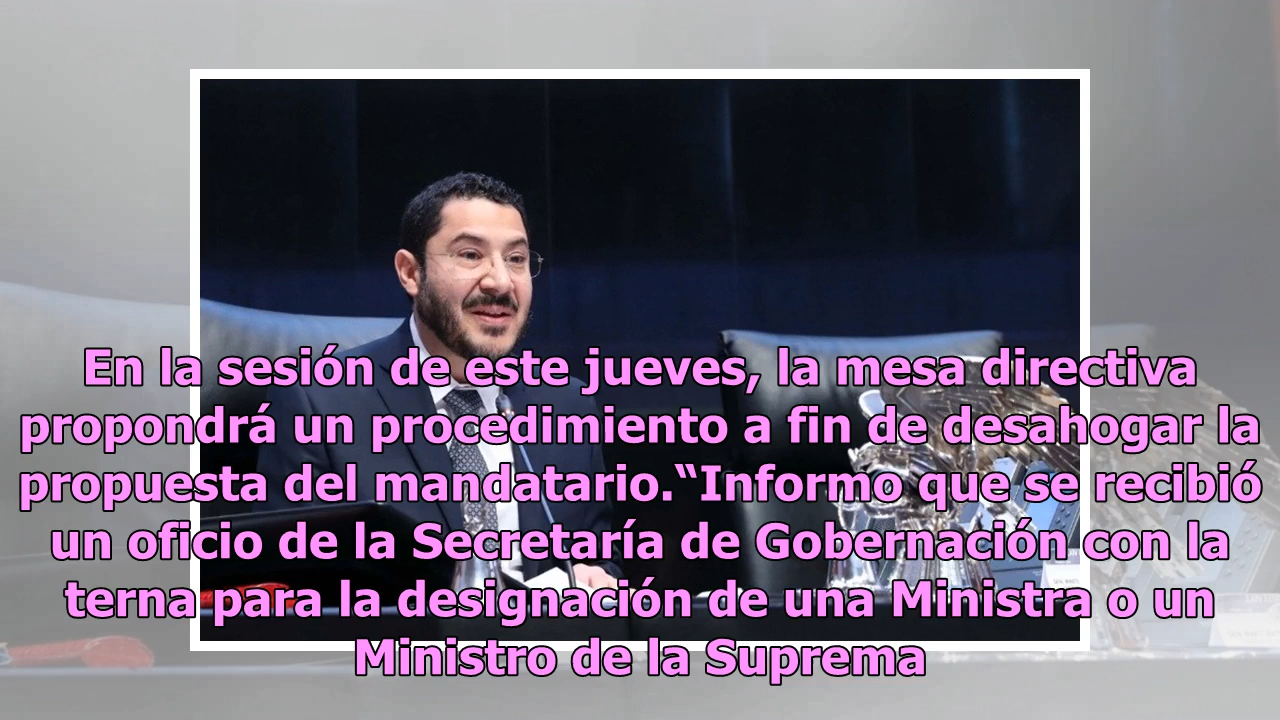 En la sesión de este jueves, la mesa directiva
propondrá un procedimiento a fin de desahogar la
propuesta del mandatario.“Informo que se recibió
un oficio de la Secretaría de Gobernación con la
terna para la designación de una Ministra o un
Ministro de la Suprema